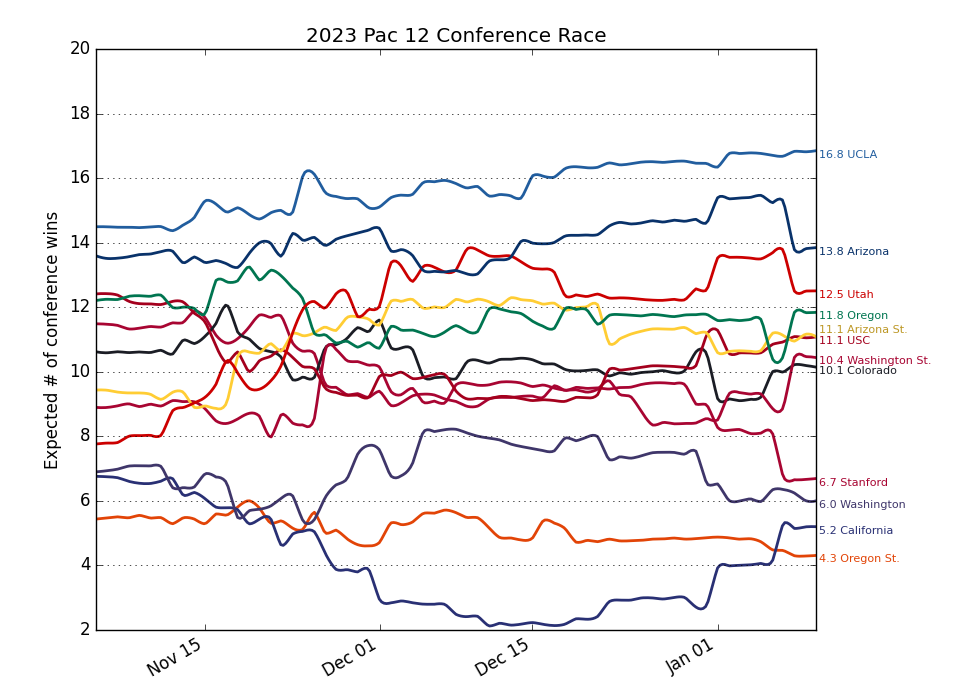 2023 Pac 12 Conference Race
Expected # of conference wins
20
18
16
14
12
10
8
6
4
2
Nov 15
Dec 01
Dec 15
Jan 01
16.8 UCLA
13.8 Arizona
12.5 Utah
11.8 Oregon
11.1 Arizona St.
11.1 USC
10.4 Washington St.
10.1 Colorado
6.7 Stanford
6.0 Washington
5.2 California
4.3 Oregon St.